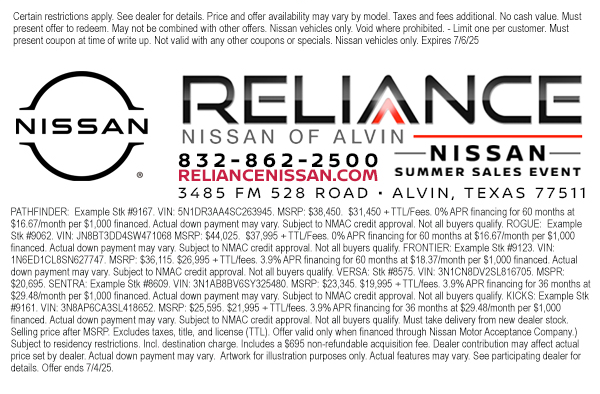 Certain restrictions apply. See dealer for details. Price and offer availability may vary by model. Taxes and fees additional. No cash value. Must
present offer to redeem. May not be combined with other offers. Nissan vehicles only. Void where prohibited. - Limit one per customer. Must
present coupon at time of write up. Not valid with any other coupons or specials. Nissan vehicles only. Expires 7/6/25
NISSAN
®
RELIANCE
NISSAN OF ALVIN
832-862-2500
RELIANCENISSAN.COM
NISSAN
SUMMER SALES EVENT
3485 FM 528 ROAD • ALVIN, TEXAS 77511
PATHFINDER: Example Stk #9167. VIN: 5N1DR3AA4SC263945. MSRP: $38,450. $31,450 + TTL/Fees. 0% APR financing for 60 months at
$16.67/month per $1,000 financed. Actual down payment may vary. Subject to NMAC credit approval. Not all buyers qualify. ROGUE: Example
Stk #9062. VIN: JN8BT3DD4SW471068 MSRP: $44,025. $37,995 + TTL/Fees. 0% APR financing for 60 months at $16.67/month per $1,000
financed. Actual down payment may vary. Subject to NMAC credit approval. Not all buyers qualify. FRONTIER: Example Stk #9123. VIN:
1N6ED1CL8SN627747. MSRP: $36,115. $26,995 + TTL/fees. 3.9% APR financing for 60 months at $18.37/month per $1,000 financed. Actual
down payment may vary. Subject to NMAC credit approval. Not all buyers qualify. VERSA: Stk #8575. VIN: 3N1CN8DV2SL816705. MSPR:
$20,695. SENTRA: Example Stk #8609. VIN: 3N1AB8BV6SY325480. MSRP: $23,345. $19,995 + TTL/fees. 3.9% APR financing for 36 months at
$29.48/month per $1,000 financed. Actual down payment may vary. Subject to NMAC credit approval. Not all buyers qualify. KICKS: Example Stk
#9161. VIN: 3N8AP6CA3SL418652. MSRP: $25,595. $21,995 + TTL/fees. 3.9% APR financing for 36 months at $29.48/month per $1,000
financed. Actual down payment may vary. Subject to NMAC credit approval. Not all buyers qualify. Must take delivery from new dealer stock.
Selling price after MSRP. Excludes taxes, title, and license (TTL). Offer valid only when financed through Nissan Motor Acceptance Company.)
Subject to residency restrictions. Incl. destination charge. Includes a $695 non-refundable acquisition fee. Dealer contribution may affect actual
price set by dealer. Actual down payment may vary. Artwork for illustration purposes only. Actual features may vary. See participating dealer for
details. Offer ends 7/4/25.